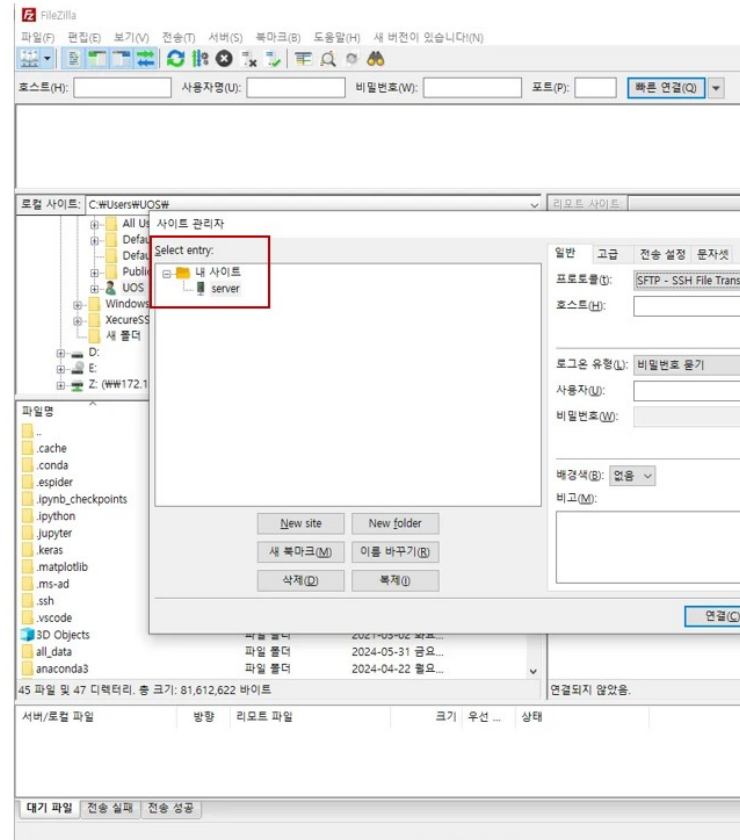 FileZilla
파일(F) 편집(E) 보기(V) 전송(T) 서버(S) 북마크(B) 도움말(H) 새 버전이 있습니다!(N)
호스트(H): 사용자명(U): 비밀번호(W): 포트(P): 빠른 연결(Q)
로컬 사이트: C:₩Users₩UOS₩
리모트 사이트:
All Us
Defau
Defau
Public
UOS
Windows
XecureSS
새 폴더
D:
E:
Z: (₩₩172.1
사이트 관리자
Select entry:
내 사이트
server
New site New folder
새 북마크(M) 이름 바꾸기(R)
삭제(D) 복제(I)
일반 고급 전송 설정 문자셋
프로토콜(t): SFTP - SSH File Trans
호스트(H):
로그온 유형(L): 비밀번호 묻기
사용자(U):
비밀번호(W):
배경색(B): 없음
비고(M):
연결(C)
파일명
..
.cache
.conda
.espider
.ipynb_checkpoints
.ipython
.jupyter
.keras
.matplotlib
.ms-ad
.ssh
.vscode
3D Objects 파일 폴더 2021-03-02 화요...
all_data 파일 폴더 2024-05-31 금요...
anaconda3 파일 폴더 2024-04-22 월요...
45 파일 및 47 디렉터리. 총 크기: 81,612,622 바이트
연결되지 않았음.
서버/로컬 파일 방향 리모트 파일 크기 우선 ... 상태
대기 파일 전송 실패 전송 성공